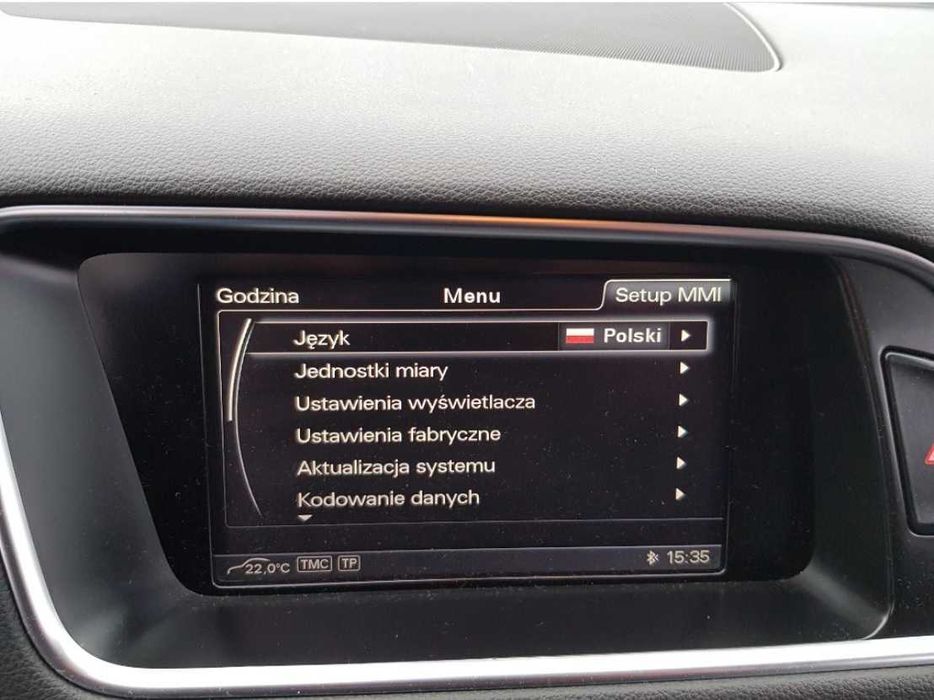 Godzina Menu Setup MMI
Język Polski
Jednostki miary
Ustawienia wyświetlacza
Ustawienia fabryczne
Aktualizacja systemu
Kodowanie danych
22,0°C TMC TP 15:35